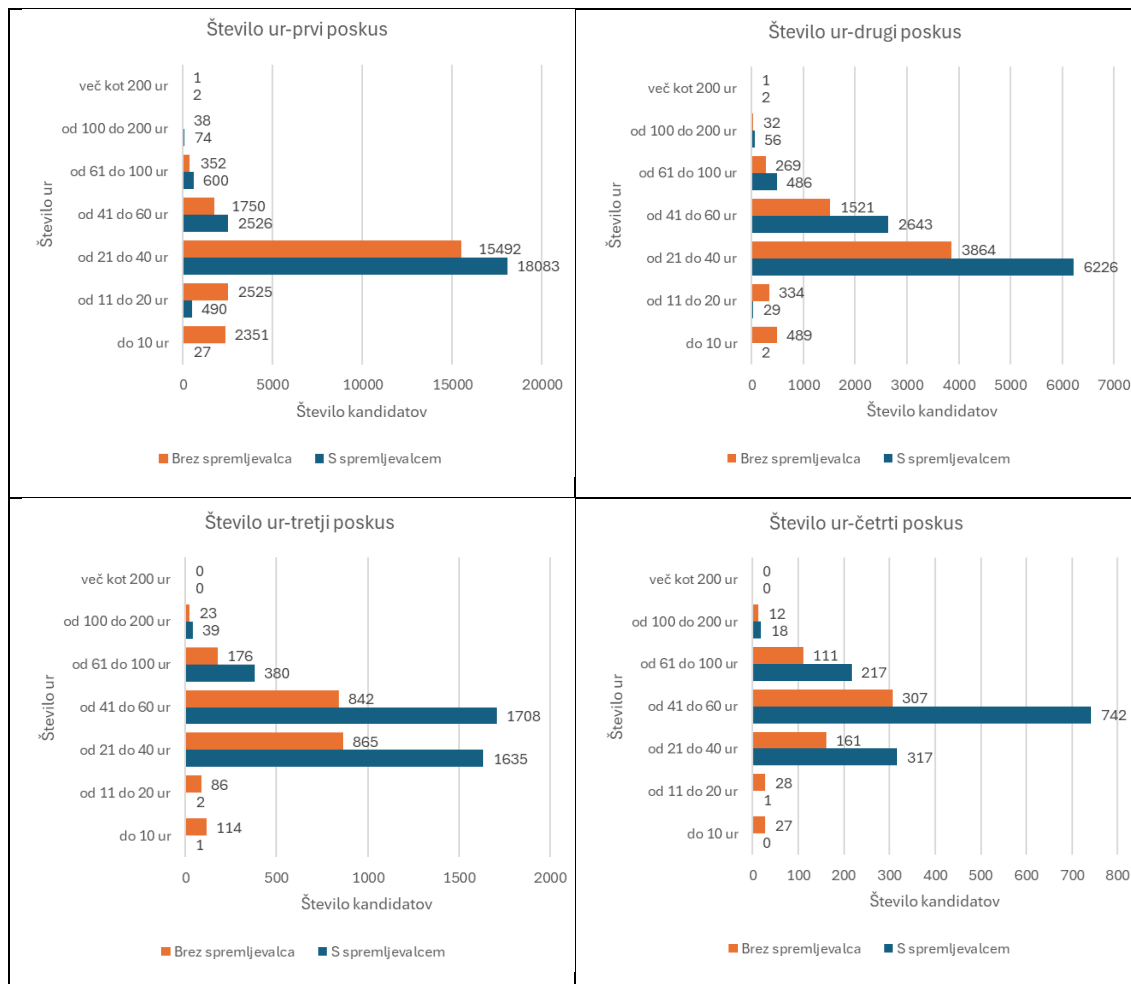 Število ur-prvi poskus
več kot 200 ur
1
2
od 100 do 200 ur
38
74
od 61 do 100 ur
352
600
od 41 do 60 ur
1750
2526
od 21 do 40 ur
15492
18083
od 11 do 20 ur
2525
490
do 10 ur
2351
27
Število ur
0 5000 10000 15000 20000
Število kandidatov
Brez spremljevalca S spremljevalcem
Število ur-drugi poskus
več kot 200 ur
1
2
od 100 do 200 ur
32
56
od 61 do 100 ur
269
486
od 41 do 60 ur
1521
2643
od 21 do 40 ur
3864
6226
od 11 do 20 ur
334
29
do 10 ur
489
2
Število ur
0 1000 2000 3000 4000 5000 6000 7000
Število kandidatov
Brez spremljevalca S spremljevalcem
Število ur-tretji poskus
več kot 200 ur
0
0
od 100 do 200 ur
23
39
od 61 do 100 ur
176
380
od 41 do 60 ur
842
1708
od 21 do 40 ur
865
1635
od 11 do 20 ur
86
2
do 10 ur
114
1
Število ur
0 500 1000 1500 2000
Število kandidatov
Brez spremljevalca S spremljevalcem
Število ur-četrti poskus
več kot 200 ur
0
0
od 100 do 200 ur
12
18
od 61 do 100 ur
111
217
od 41 do 60 ur
307
742
od 21 do 40 ur
161
317
od 11 do 20 ur
28
1
do 10 ur
27
0
Število ur
0 100 200 300 400 500 600 700 800
Število kandidatov
Brez spremljevalca S spremljevalcem